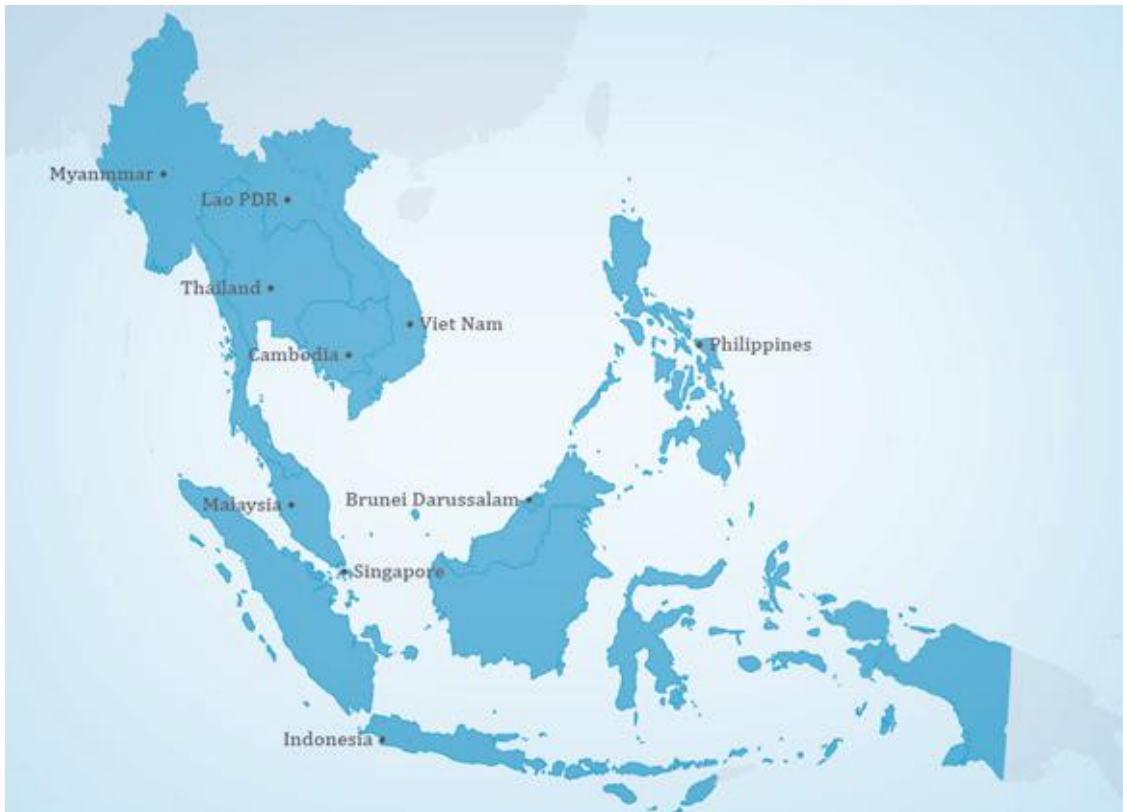 Myanmmar
Lao PDR
Thailand
Viet Nam
Cambodia
Philippines
Malaysia
Brunei Darussalam
Singapore
Indonesia